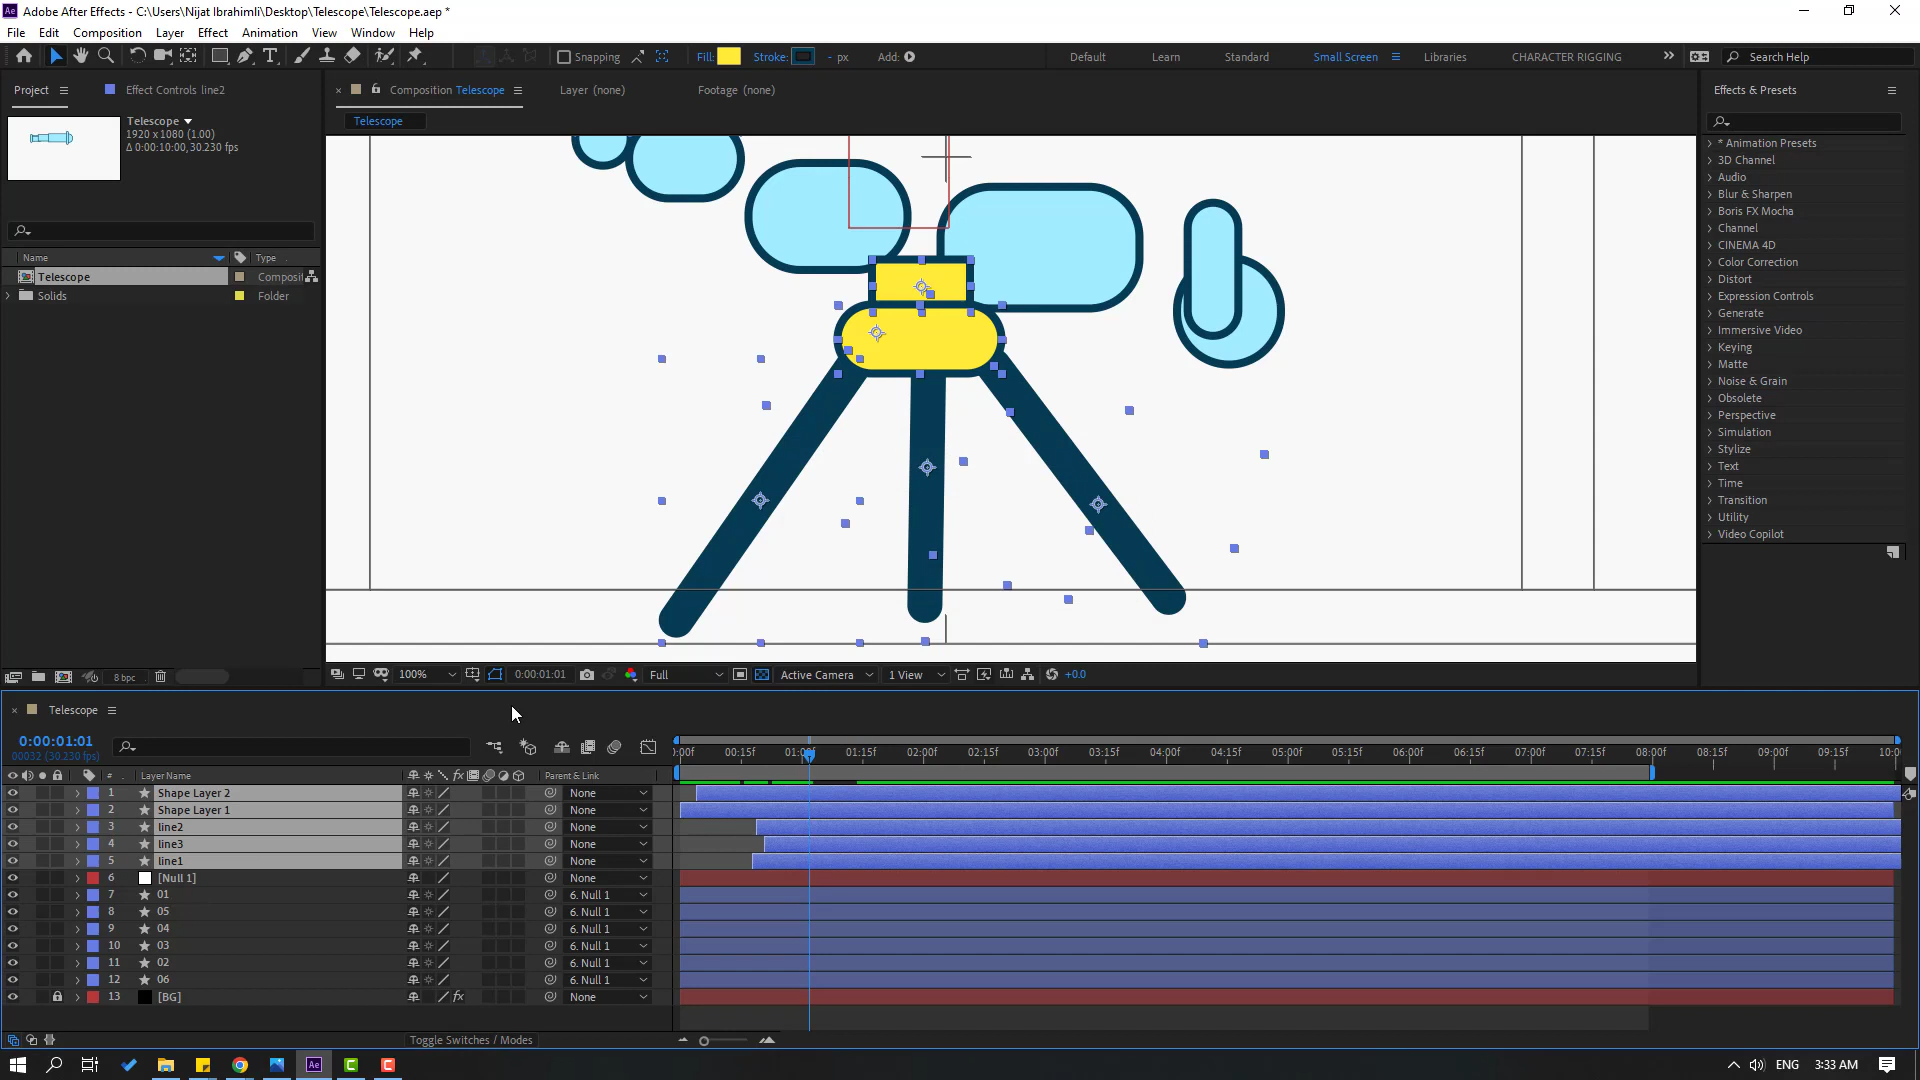 Adobe After Effects - C:\Users\Nijat Ibrahimli\Desktop\Telescope\Telescope.aep *
File Edit Composition Layer Effect Animation View Window Help
Snapping Fill: Stroke: - px Add: Default Learn Standard Small Screen Libraries CHARACTER RIGGING Search Help
Project Effect Controls line2 Composition Telescope Layer (none) Footage (none) Effects & Presets
Telescope
1920 x 1080 (1.00)
Δ 0:00:10:00,30.230 fps
Telescope
Name Type
Telescope Composi
Solids Folder
* Animation Presets
3D Channel
Audio
Blur & Sharpen
Boris FX Mocha
Channel
CINEMA 4D
Color Correction
Distort
Expression Controls
Generate
Immersive Video
Keying
Matte
Noise & Grain
Obsolete
Perspective
Simulation
Stylize
Text
Time
Transition
Utility
Video Copilot
8 bpc
100% 0:00:01:01 Full Active Camera 1 View +0.0
Telescope
0:00:01:01
00032 (30.230 fps)
:00f 00:15f 01:00f 01:15f 02:00f 02:15f 03:00f 03:15f 04:00f 04:15f 05:00f 05:15f 06:00f 06:15f 07:00f 07:15f 08:00f 08:15f 09:00f 09:15f 10:0
# Layer Name fx Parent & Link
1 Shape Layer 2 None
2 Shape Layer 1 None
3 line2 None
4 line3 None
5 line1 None
6 [Null 1] None
7 01 6. Null 1
8 05 6. Null 1
9 04 6. Null 1
10 03 6. Null 1
11 02 6. Null 1
12 06 6. Null 1
13 [BG] fx None
Toggle Switches / Modes
Ae ENG 3:33 AM